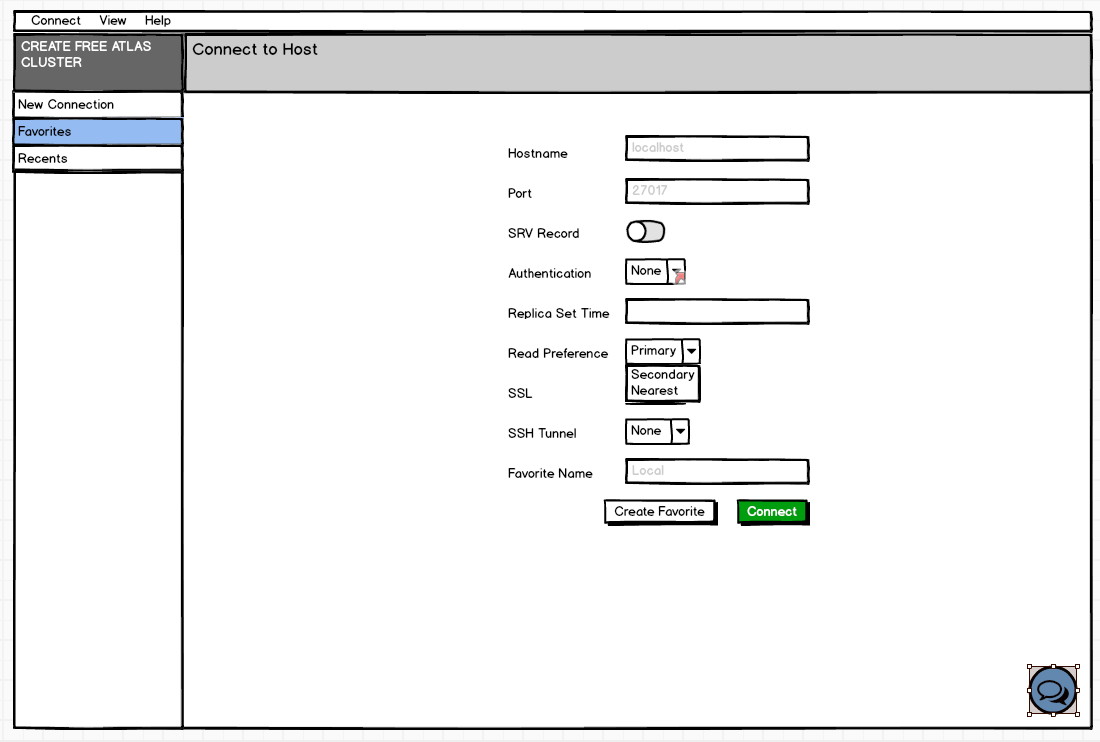 Connect View Help
CREATE FREE ATLAS
CLUSTER
Connect to Host
New Connection
Favorites
Recents
Hostname localhost
Port 27017
SRV Record
Authentication None
Replica Set Time
Read Preference Primary
Secondary
Nearest
SSL
SSH Tunnel None
Favorite Name Local
Create Favorite Connect